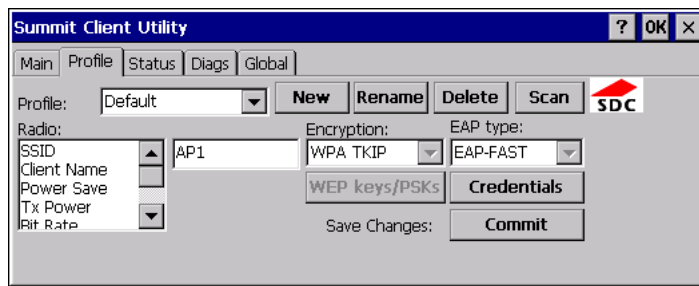 Summit Client Utility ? OK ×
Main Profile Status Diags Global
Profile: Default New Rename Delete Scan SDC
Radio: Encryption: EAP type:
SSID AP1 WPA TKIP EAP-FAST
Client Name
Power Save WEP keys/PSKs Credentials
Tx Power
Bit Rate Save Changes: Commit